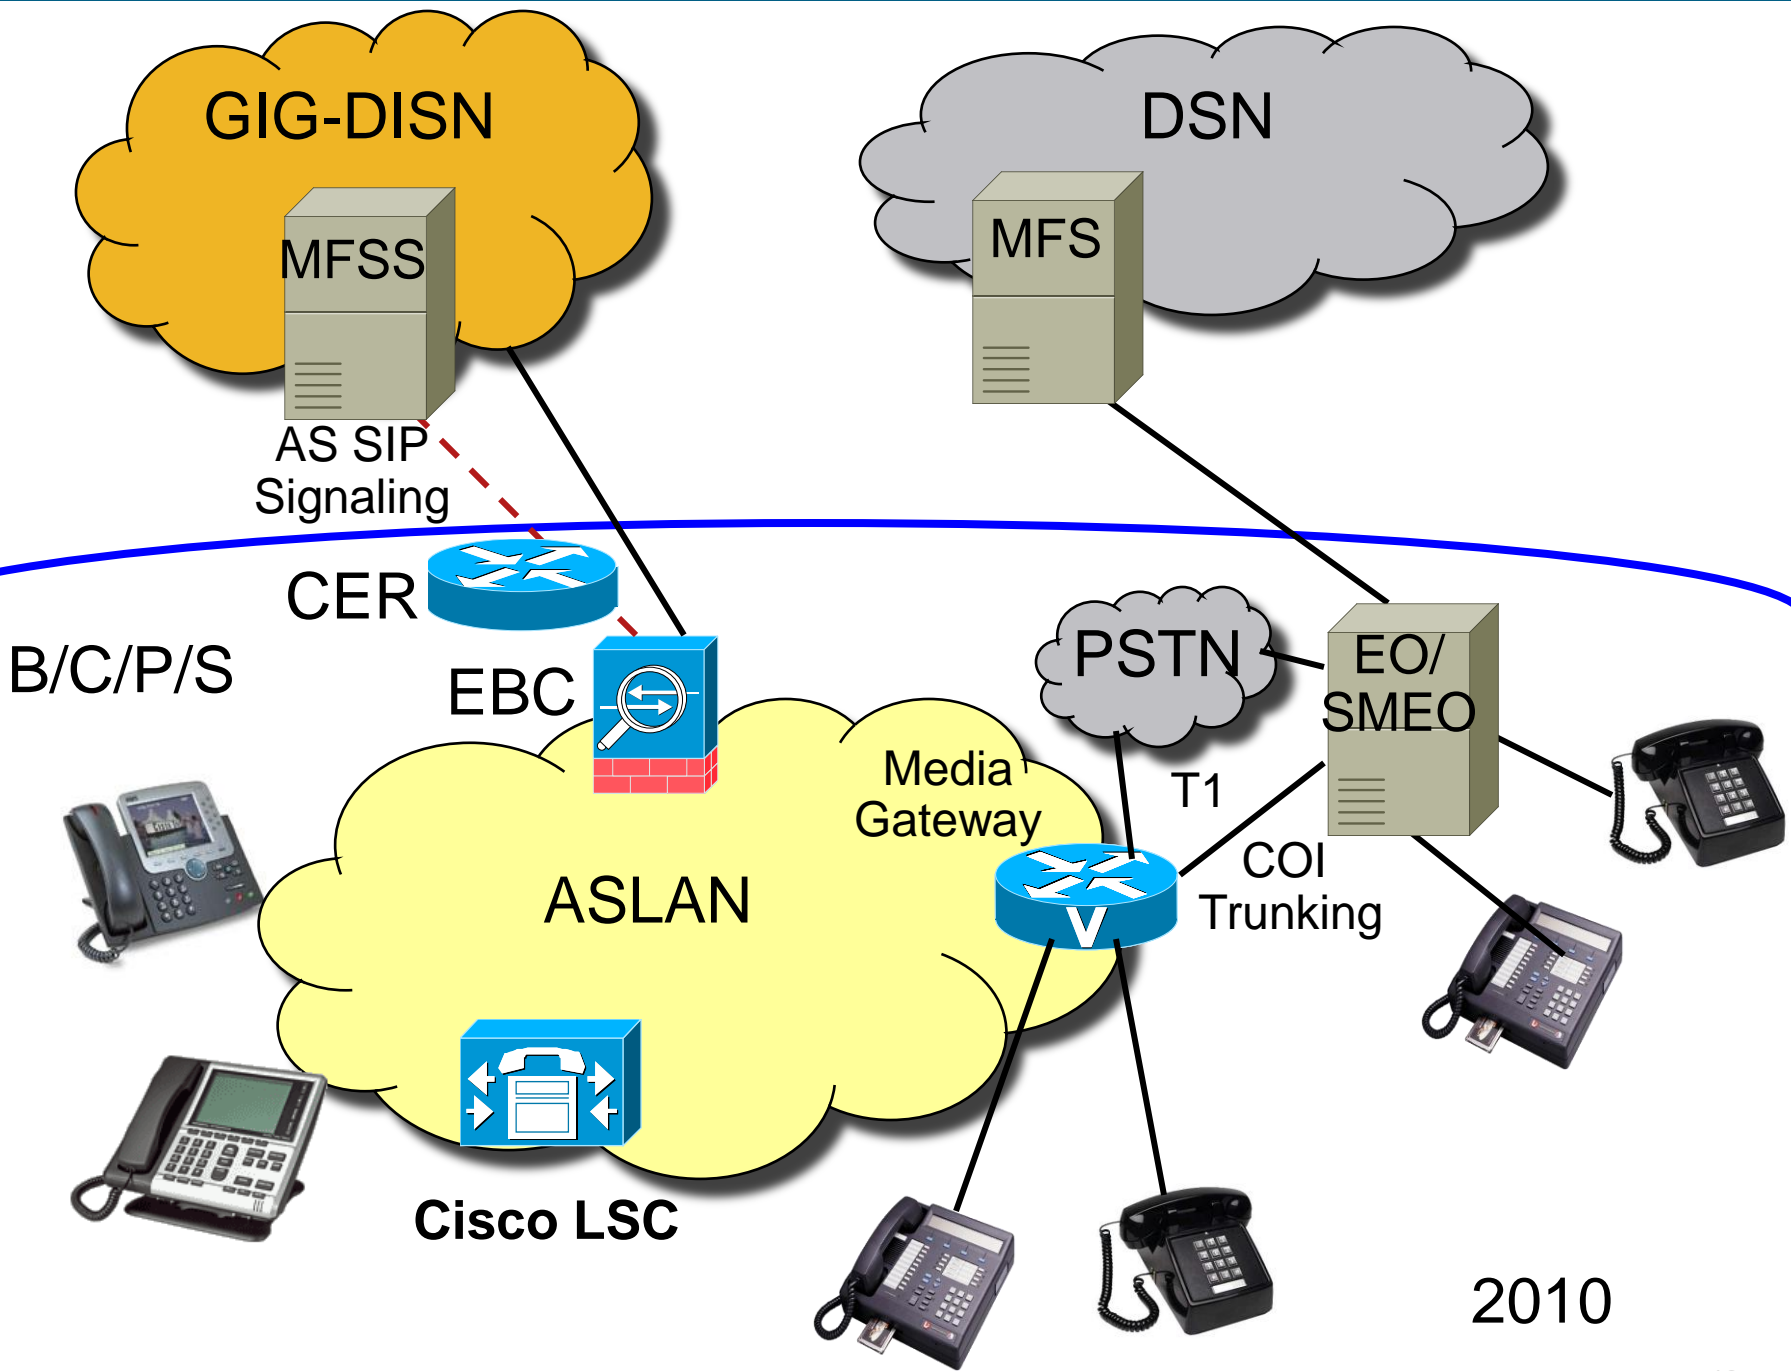 GIG-DISN
DSN
MFSS
MFS
AS SIP
Signaling
CER
B/C/P/S
EBC
PSTN
EO/
SMEO
Media
Gateway
T1
COI
Trunking
ASLAN
V
Cisco LSC
2010